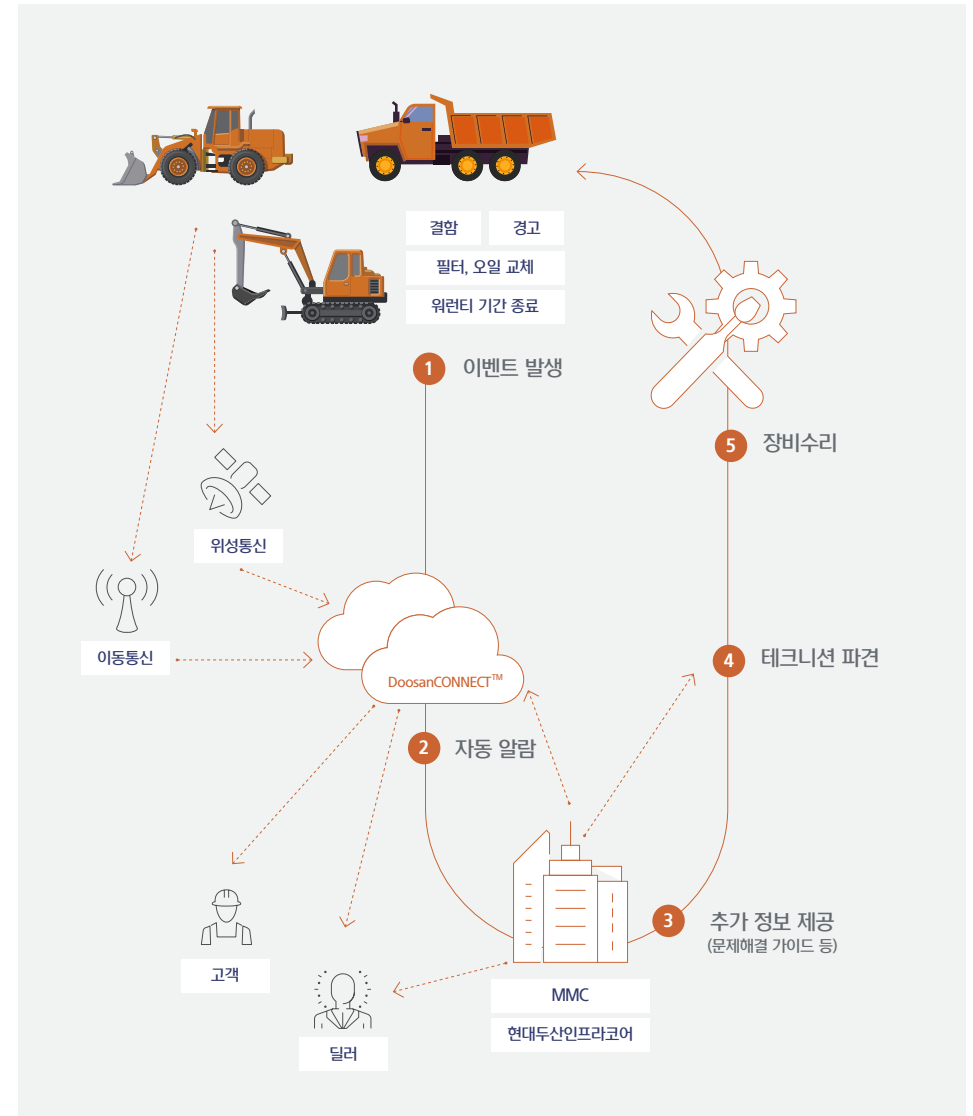 결함
경고
필터, 오일 교체
워런티 기간 종료
1
이벤트 발생
5
장비수리
위성통신
이동통신
4
테크니션 파견
DoosanCONNECT™
2
자동 알람
3
추가 정보 제공
(문제해결 가이드 등)
고객
MMC
현대두산인프라코어
딜러